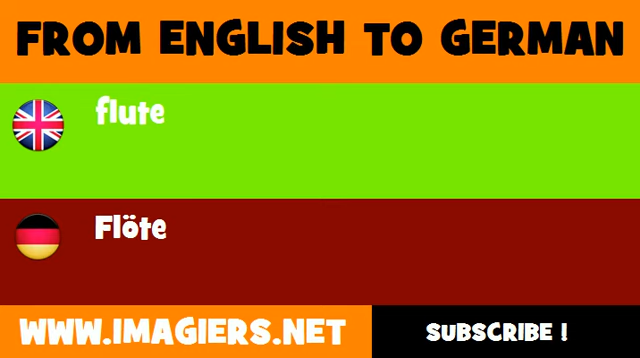 FROM ENGLISH TO GERMAN
flute
Flöte
WWW.IMAGIERS.NET
SUBSCRIBE !